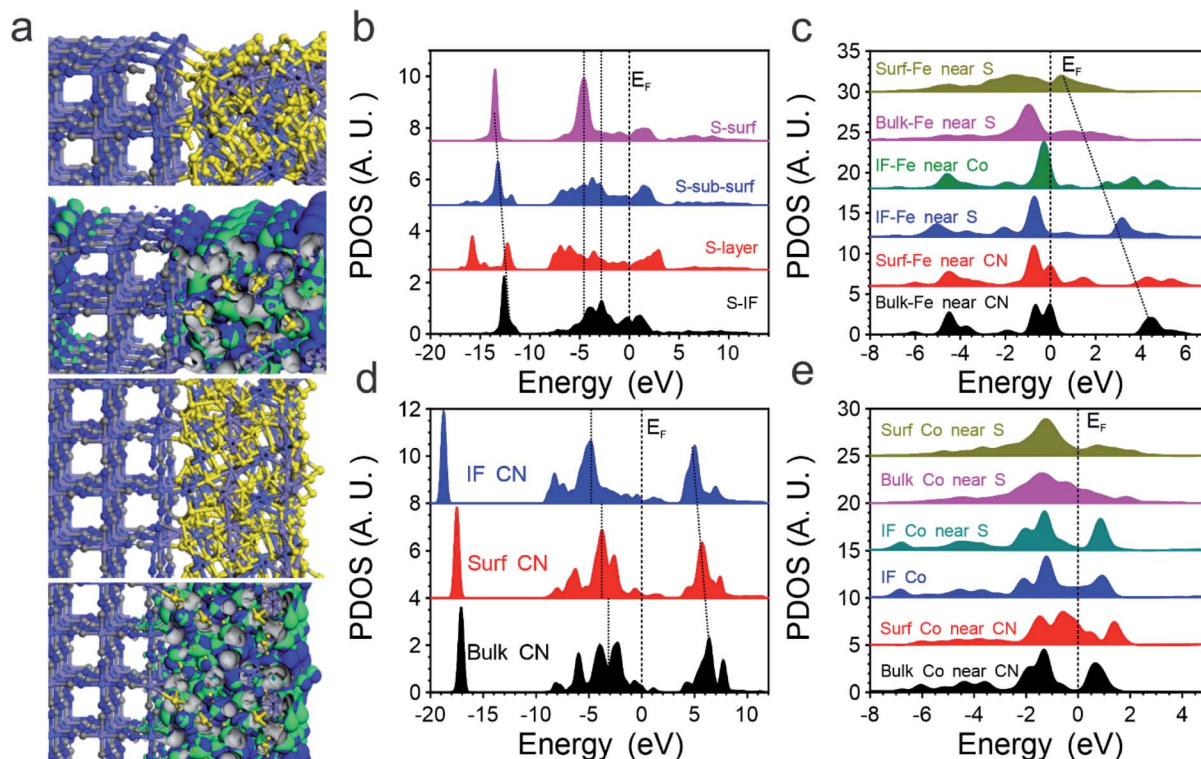 a
b
10
8
6
4
2
0
PDOS (A. U.)
E_F
S-surf
S-sub-surf
S-layer
S-IF
-20 -15 -10 -5 0 5 10
Energy (eV)
c
35
30
25
20
15
10
5
0
PDOS (A. U.)
Surf-Fe near S
E_F
Bulk-Fe near S
IF-Fe near Co
IF-Fe near S
Surf-Fe near CN
Bulk-Fe near CN
-8 -6 -4 -2 0 2 4 6
Energy (eV)
d
12
10
8
6
4
2
0
PDOS (A. U.)
E_F
IF CN
Surf CN
Bulk CN
-20 -15 -10 -5 0 5 10
Energy (eV)
e
30
25
20
15
10
5
0
PDOS (A. U.)
E_F
Surf Co near S
Bulk Co near S
IF Co near S
IF Co
Surf Co near CN
Bulk Co near CN
-8 -6 -4 -2 0 2 4
Energy (eV)